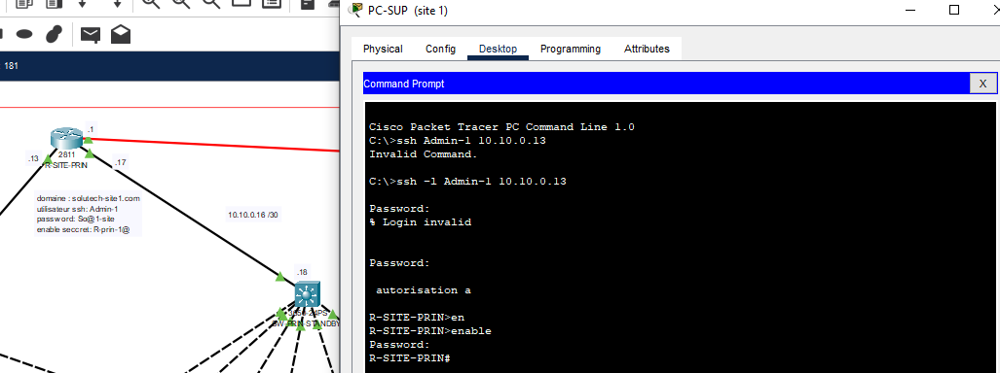 PC-SUP (site 1)
Physical Config Desktop Programming Attributes
181
Command Prompt
X
Cisco Packet Tracer PC Command Line 1.0
C:\>ssh Admin-1 10.10.0.13
Invalid Command.
C:\>ssh -l Admin-1 10.10.0.13
Password:
% Login invalid
Password:
autorisation a
R-SITE-PRIN>en
R-SITE-PRIN>enable
Password:
R-SITE-PRIN#
.1
.13
2811
R-SITE-PRIN
.17
domaine : solutech-site1.com
utilisateur ssh: Admin-1
password: So@1-site
enable seccret: R-prin-1@
10.10.0.16 /30
.18